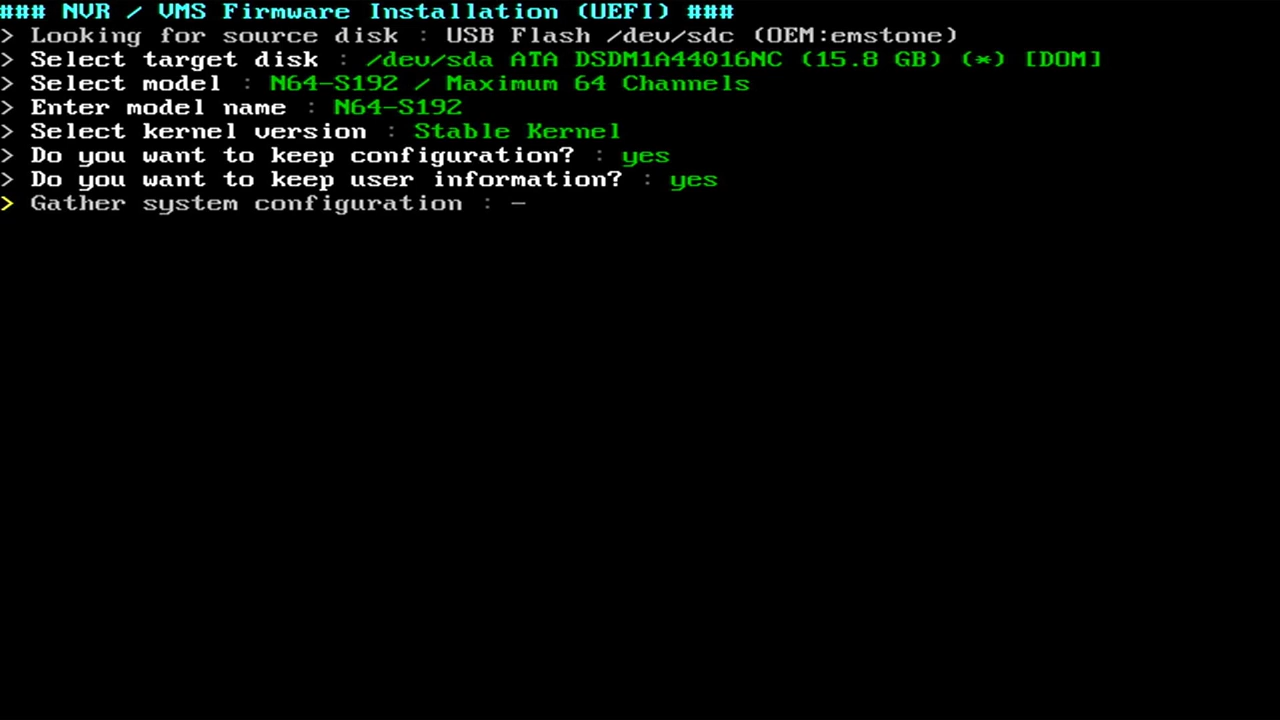 ### NVR / VMS Firmware Installation (UEFI) ###
> Looking for source disk : USB Flash /dev/sdc (OEM:emstone)
> Select target disk : /dev/sda ATA DSDM1A44016NC (15.8 GB) (*) [DOM]
> Select model : N64-S192 / Maximum 64 Channels
> Enter model name : N64-S192
> Select kernel version : Stable Kernel
> Do you want to keep configuration? : yes
> Do you want to keep user information? : yes
> Gather system configuration : -